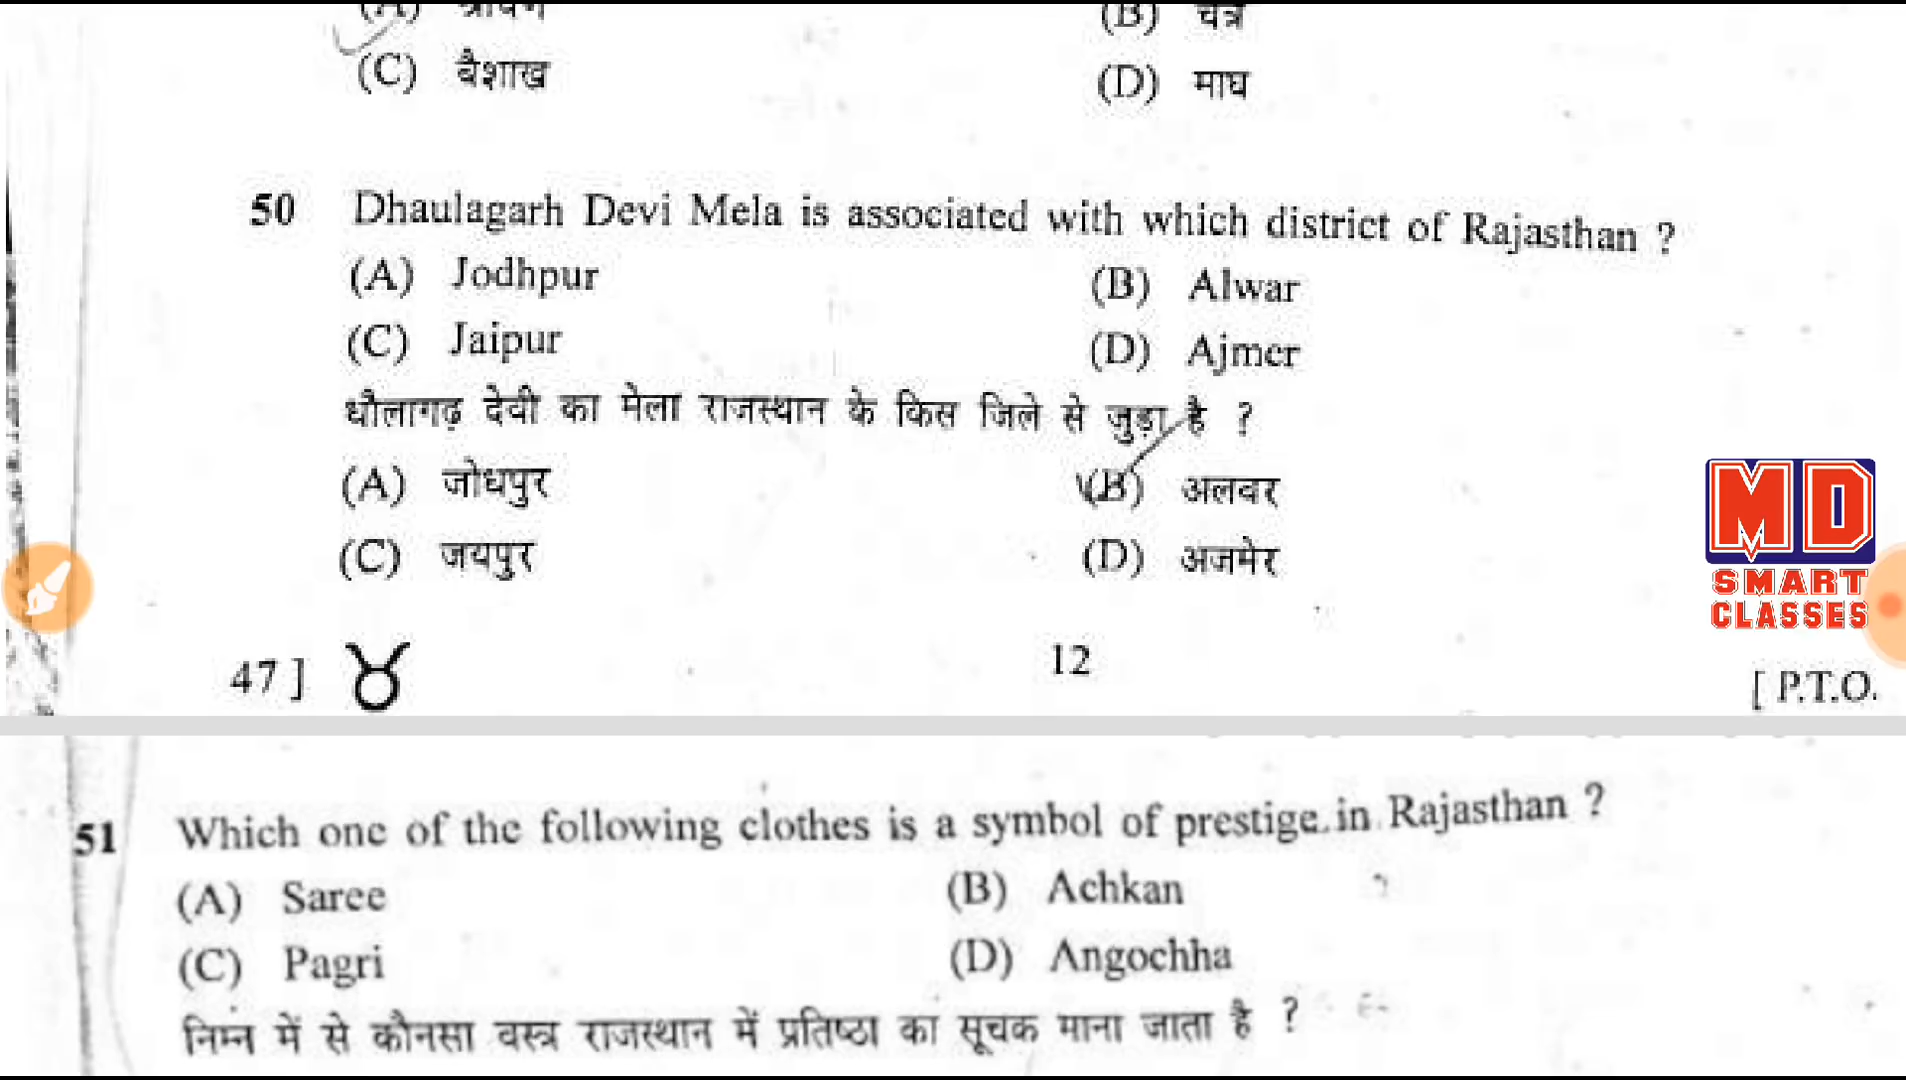 (A) श्रावण (B) चैत्र
(C) वैशाख (D) माघ
50 Dhaulagarh Devi Mela is associated with which district of Rajasthan ?
(A) Jodhpur (B) Alwar
(C) Jaipur (D) Ajmer
धौलागढ़ देवी का मेला राजस्थान के किस जिले से जुड़ा है ?
(A) जोधपुर (B) अलवर
(C) जयपुर (D) अजमेर
MD
SMART
CLASSES
47 ] ♉ 12 [ P.T.O.
51 Which one of the following clothes is a symbol of prestige in Rajasthan ?
(A) Saree (B) Achkan
(C) Pagri (D) Angochha
निम्न में से कौनसा वस्त्र राजस्थान में प्रतिष्ठा का सूचक माना जाता है ?